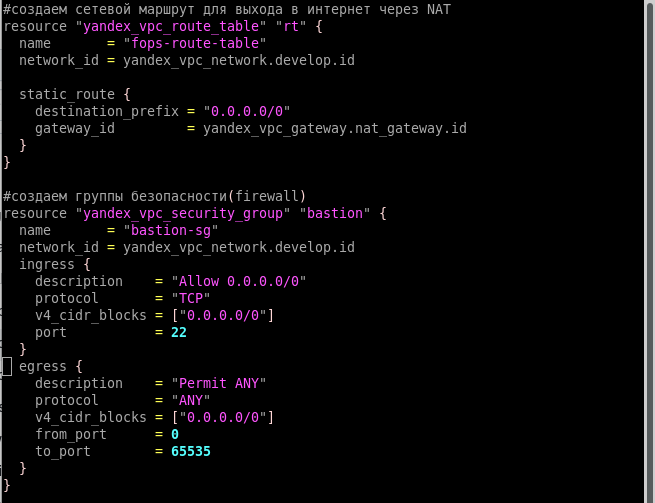 #создаем сетевой маршрут для выхода в интернет через NAT
resource "yandex_vpc_route_table" "rt" {
  name       = "fops-route-table"
  network_id = yandex_vpc_network.develop.id

  static_route {
    destination_prefix = "0.0.0.0/0"
    gateway_id         = yandex_vpc_gateway.nat_gateway.id
  }
}

#создаем группы безопасности(firewall)
resource "yandex_vpc_security_group" "bastion" {
  name       = "bastion-sg"
  network_id = yandex_vpc_network.develop.id
  ingress {
    description    = "Allow 0.0.0.0/0"
    protocol       = "TCP"
    v4_cidr_blocks = ["0.0.0.0/0"]
    port           = 22
  }
  egress {
    description    = "Permit ANY"
    protocol       = "ANY"
    v4_cidr_blocks = ["0.0.0.0/0"]
    from_port      = 0
    to_port        = 65535
  }
}